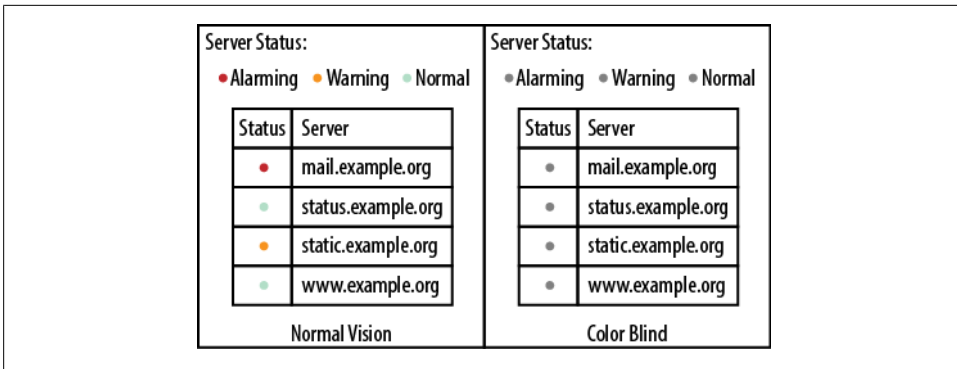 Server Status:
Alarming Warning Normal
Status Server
mail.example.org
status.example.org
static.example.org
www.example.org
Normal Vision
Server Status:
Alarming Warning Normal
Status Server
mail.example.org
status.example.org
static.example.org
www.example.org
Color Blind